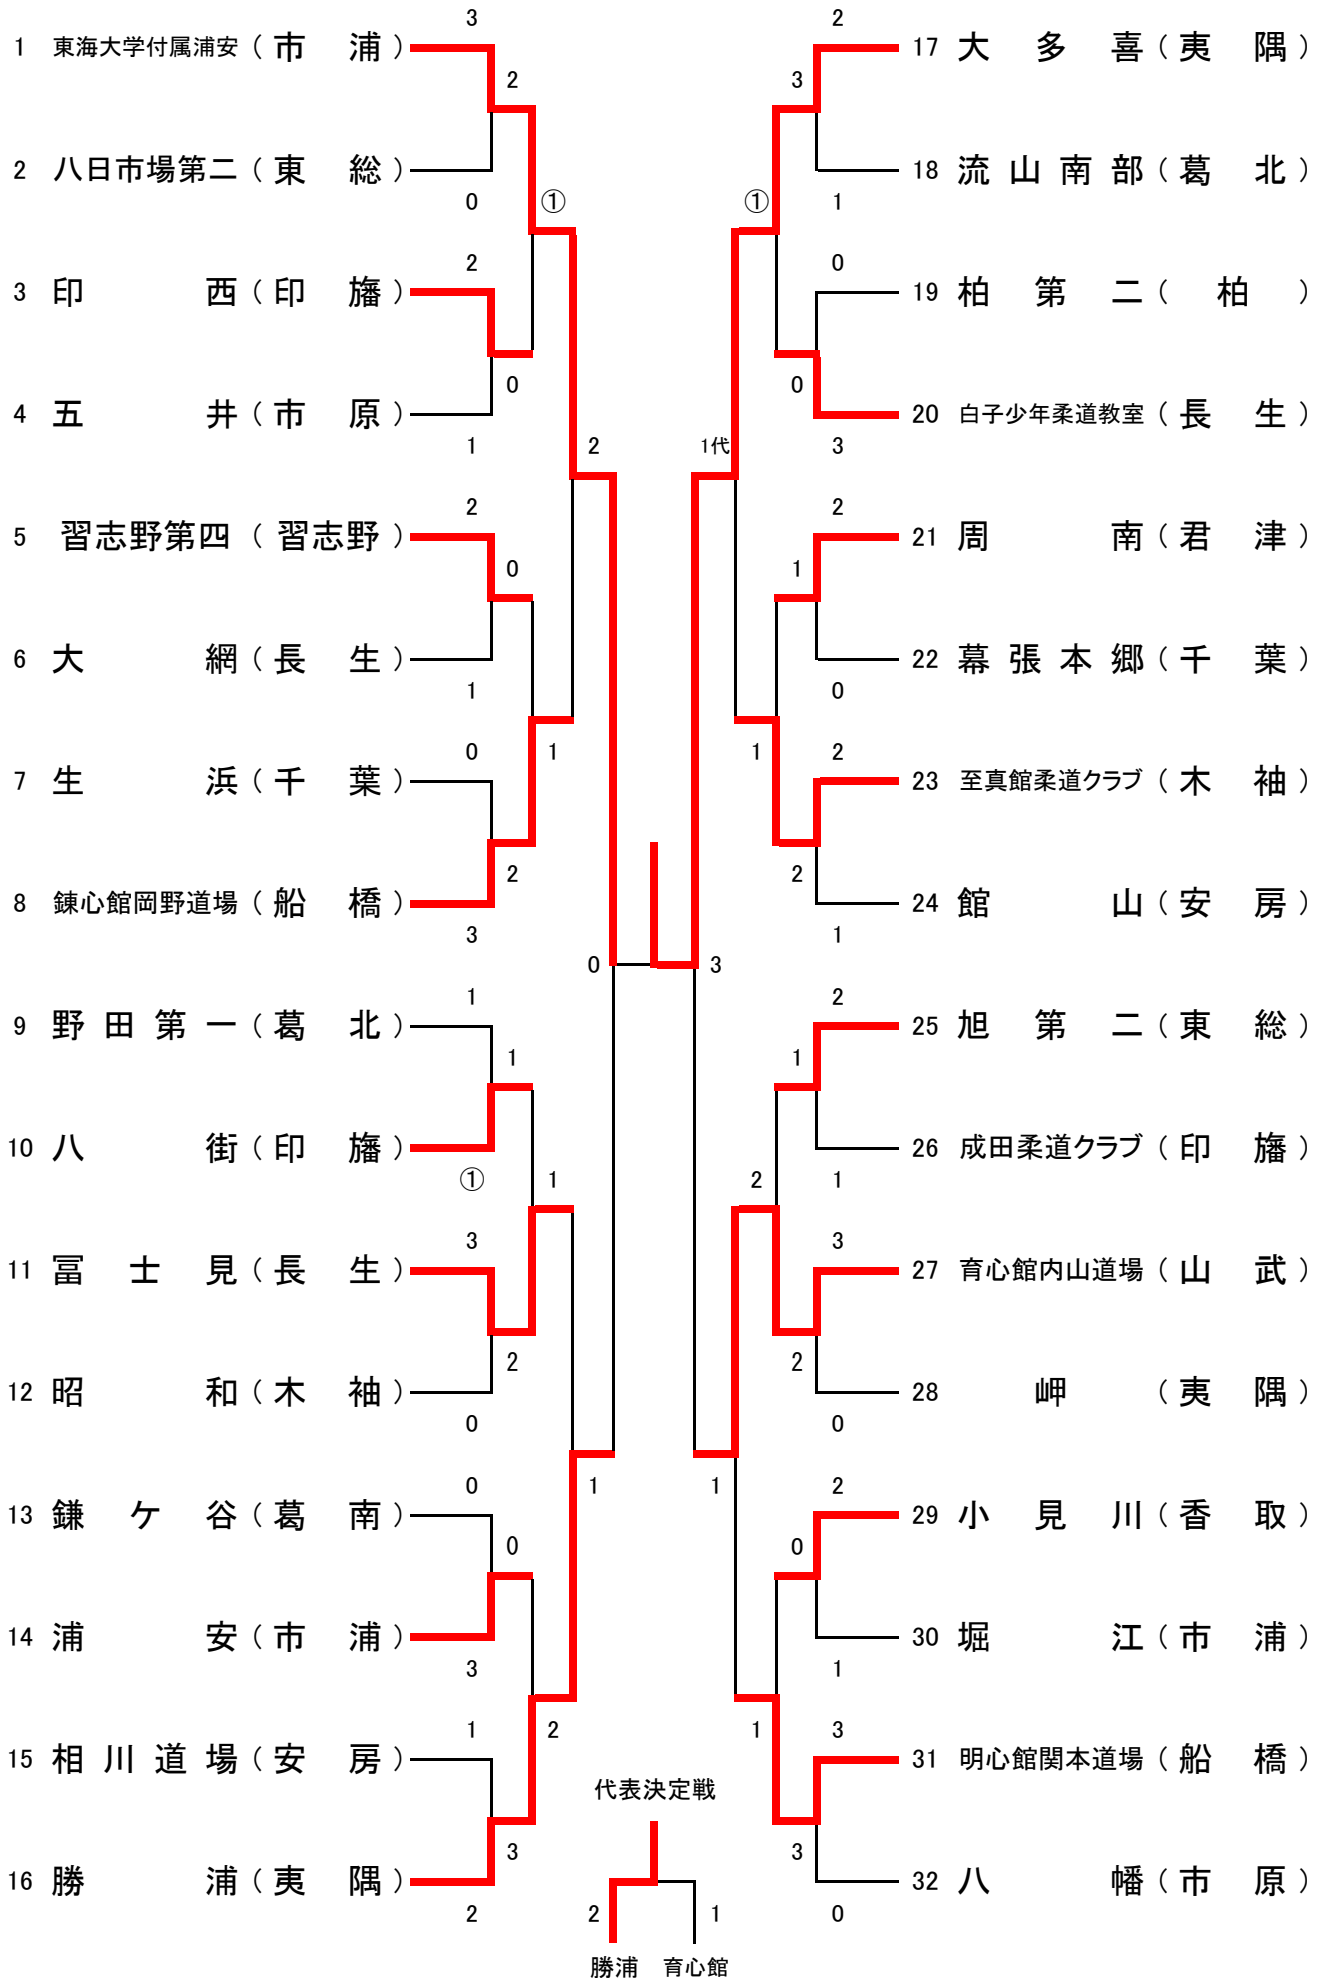 1 東海大学付属浦安 （ 市 浦 ） 3
2
2 八日市場第二 （ 東 総 ） 0
①
3 印 西 （ 印 旛 ） 2
0
4 五 井 （ 市 原 ） 1
2
5 習志野第四 （ 習志野 ） 2
0
6 大 網 （ 長 生 ） 1
1
7 生 浜 （ 千 葉 ） 0
2
8 錬心館岡野道場 （ 船 橋 ） 3
0
9 野 田 第 一 （ 葛 北 ） 1
1
10 八 街 （ 印 旛 ） ①
1
11 冨 士 見 （ 長 生 ） 3
2
12 昭 和 （ 木 袖 ） 0
1
13 鎌 ケ 谷 （ 葛 南 ） 0
0
14 浦 安 （ 市 浦 ） 3
2
15 相 川 道 場 （ 安 房 ） 1
3
16 勝 浦 （ 夷 隅 ） 2
2 17 大 多 喜 （ 夷 隅 ）
3
1 18 流 山 南 部 （ 葛 北 ）
①
0 19 柏 第 二 （ 柏 ）
0
3 20 白子少年柔道教室 （ 長 生 ）
1代
2 21 周 南 （ 君 津 ）
1
0 22 幕 張 本 郷 （ 千 葉 ）
1
2 23 至真館柔道クラブ （ 木 袖 ）
2
1 24 館 山 （ 安 房 ）
3
2 25 旭 第 二 （ 東 総 ）
1
1 26 成田柔道クラブ （ 印 旛 ）
2
3 27 育心館内山道場 （ 山 武 ）
2
0 28 岬 （ 夷 隅 ）
1
2 29 小 見 川 （ 香 取 ）
0
1 30 堀 江 （ 市 浦 ）
1
3 31 明心館関本道場 （ 船 橋 ）
3
0 32 八 幡 （ 市 原 ）
代表決定戦
2 1
勝浦 育心館